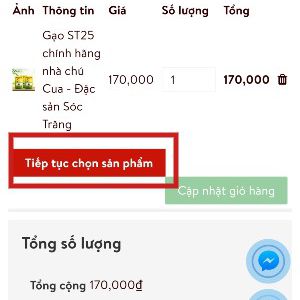 Ảnh Thông tin Giá Số lượng Tổng
Gạo ST25
chính hãng
nhà chú
Cua - Đặc
sản Sóc
Trăng
170,000 1 170,000
Tiếp tục chọn sản phẩm
Cập nhật giỏ hàng
Tổng số lượng
Tổng cộng 170,000₫